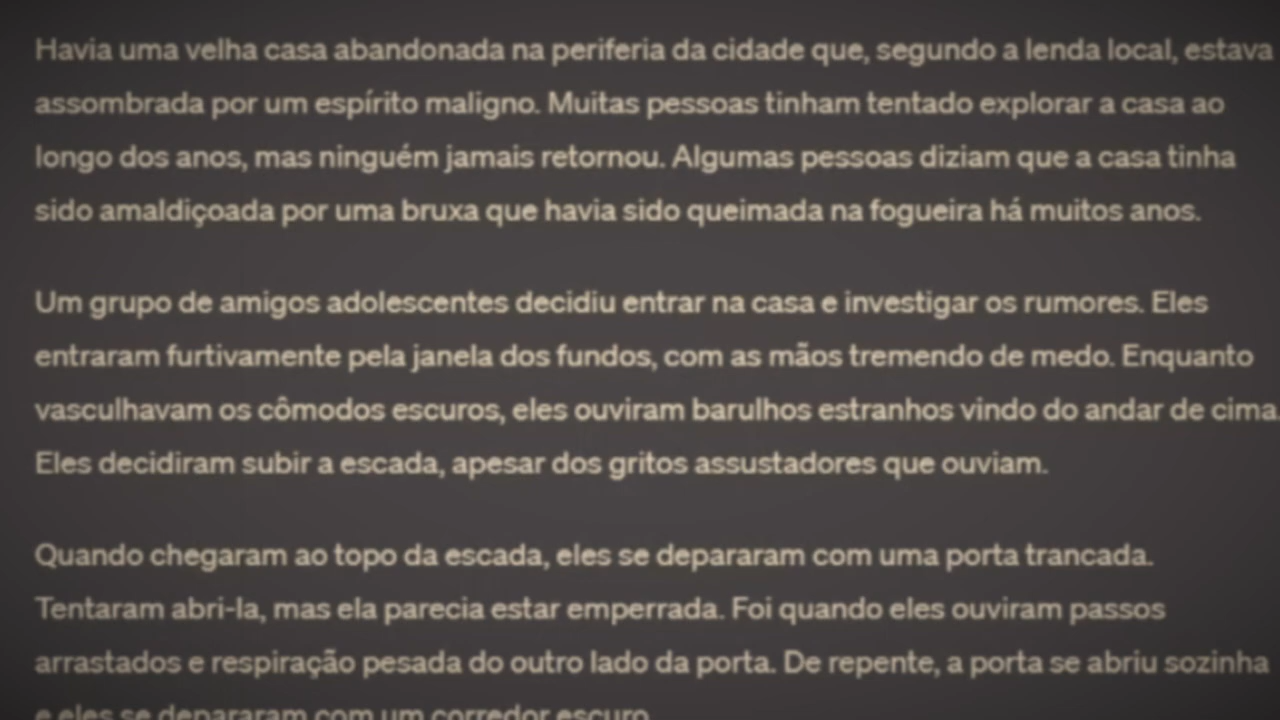 Havia uma velha casa abandonada na periferia da cidade que, segundo a lenda local, estava
assombrada por um espírito maligno. Muitas pessoas tinham tentado explorar a casa ao
longo dos anos, mas ninguém jamais retornou. Algumas pessoas diziam que a casa tinha
sido amaldiçoada por uma bruxa que havia sido queimada na fogueira há muitos anos.
Um grupo de amigos adolescentes decidiu entrar na casa e investigar os rumores. Eles
entraram furtivamente pela janela dos fundos, com as mãos tremendo de medo. Enquanto
vasculhavam os cômodos escuros, eles ouviram barulhos estranhos vindo do andar de cima.
Eles decidiram subir a escada, apesar dos gritos assustadores que ouviam.
Quando chegaram ao topo da escada, eles se depararam com uma porta trancada.
Tentaram abri-la, mas ela parecia estar emperrada. Foi quando eles ouviram passos
arrastados e respiração pesada do outro lado da porta. De repente, a porta se abriu sozinha
e eles se depararam com um corredor escuro.